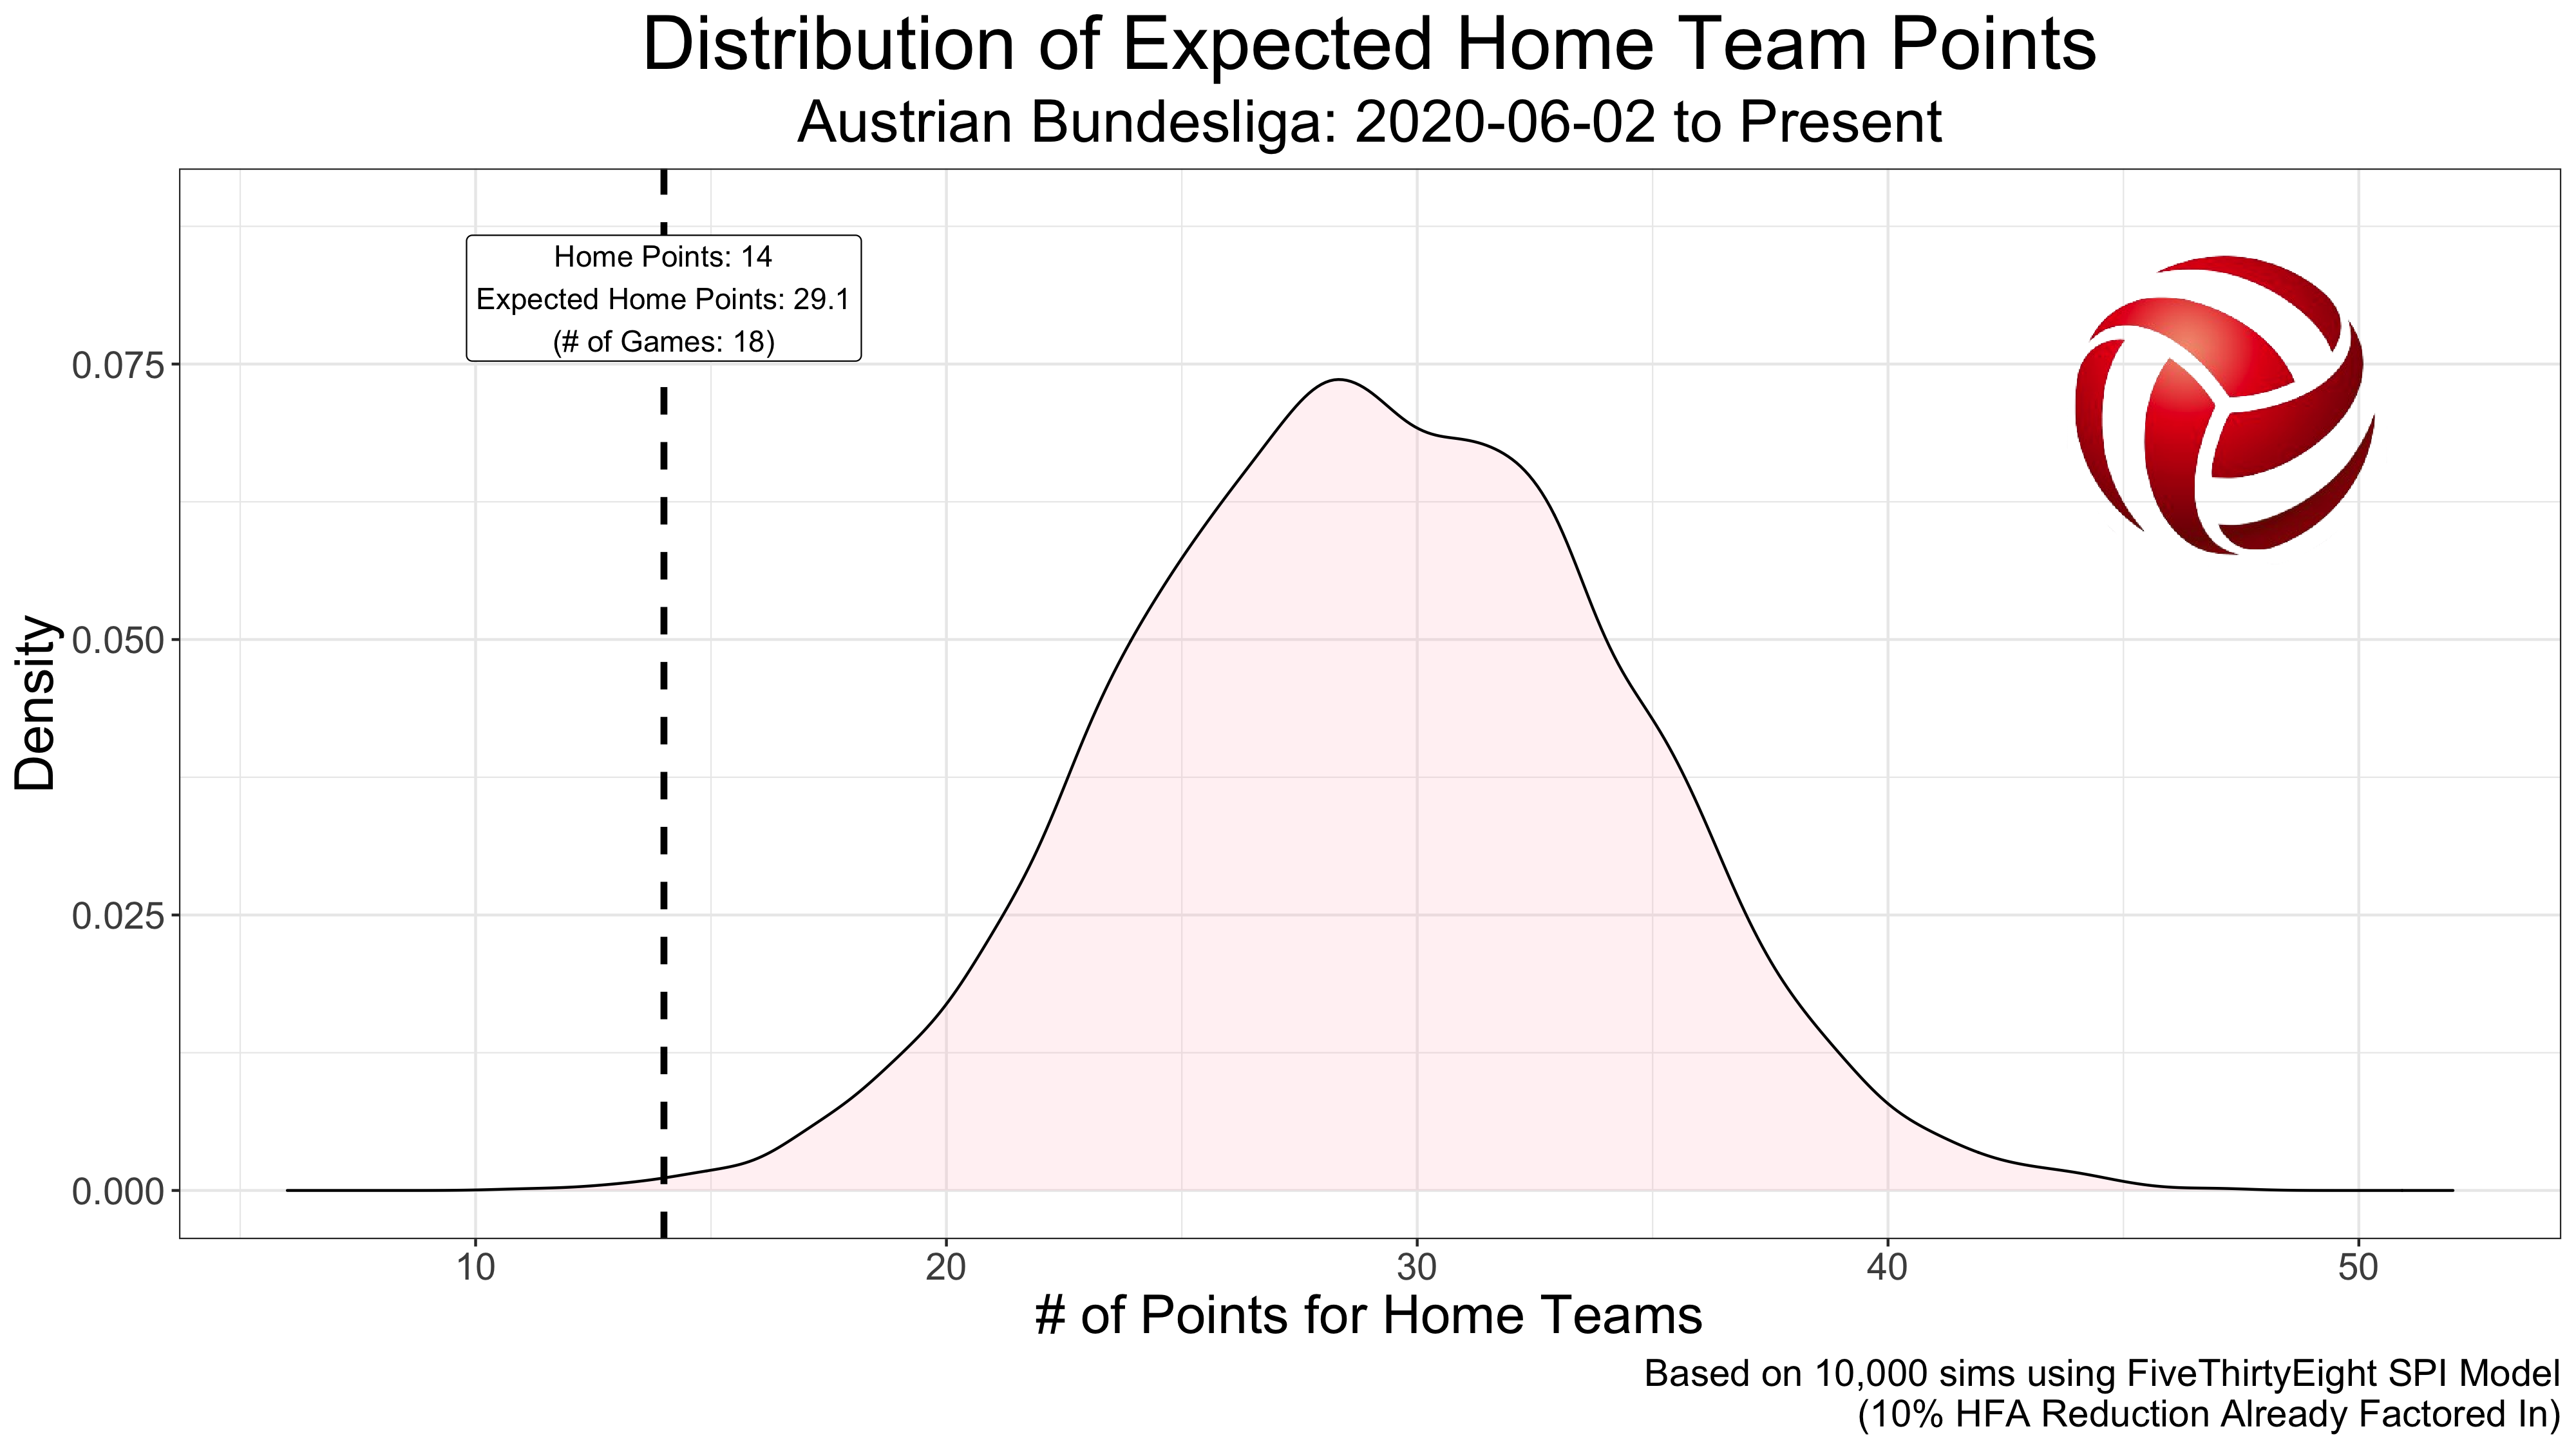 Distribution of Expected Home Team Points
Austrian Bundesliga: 2020-06-02 to Present
Home Points: 14
Expected Home Points: 29.1
(# of Games: 18)
Density
0.075
0.050
0.025
0.000
10 20 30 40 50
# of Points for Home Teams
Based on 10,000 sims using FiveThirtyEight SPI Model
(10% HFA Reduction Already Factored In)